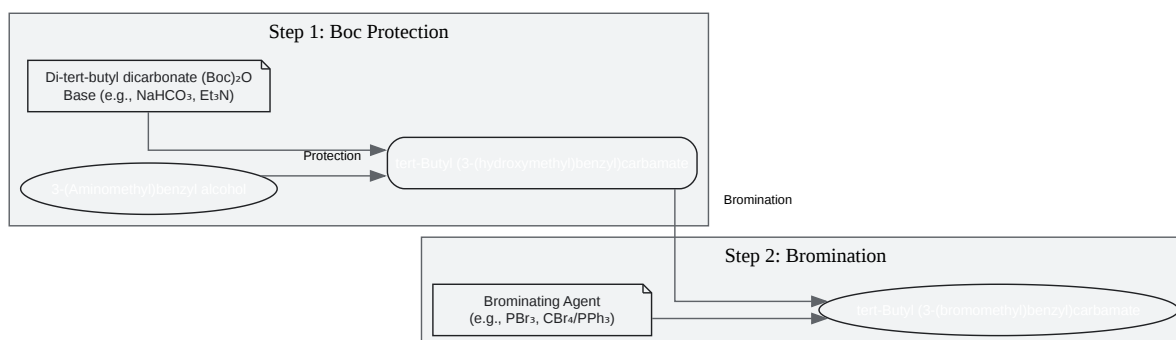 Step 1: Boc Protection
Di-tert-butyl dicarbonate (Boc)₂O
Base (e.g., NaHCO₃, Et₃N)
Protection
tert-Butyl (3-(hydroxymethyl)benzyl)carbamate
3-(Aminomethyl)benzyl alcohol
Bromination
Step 2: Bromination
Brominating Agent
(e.g., PBr₃, CBr₄/PPh₃)
tert-Butyl (3-(bromomethyl)benzyl)carbamate